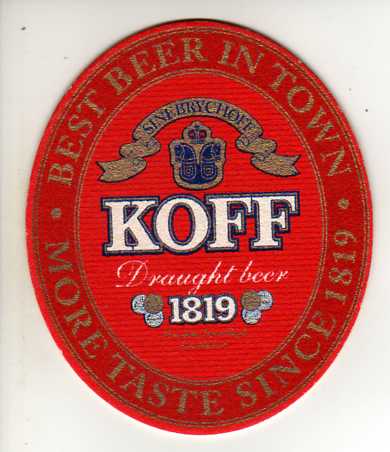 BEST BEER IN TOWN
SINEBRYCHOFF
KOFF
Draught beer
1819
• MORE TASTE SINCE 1819 •